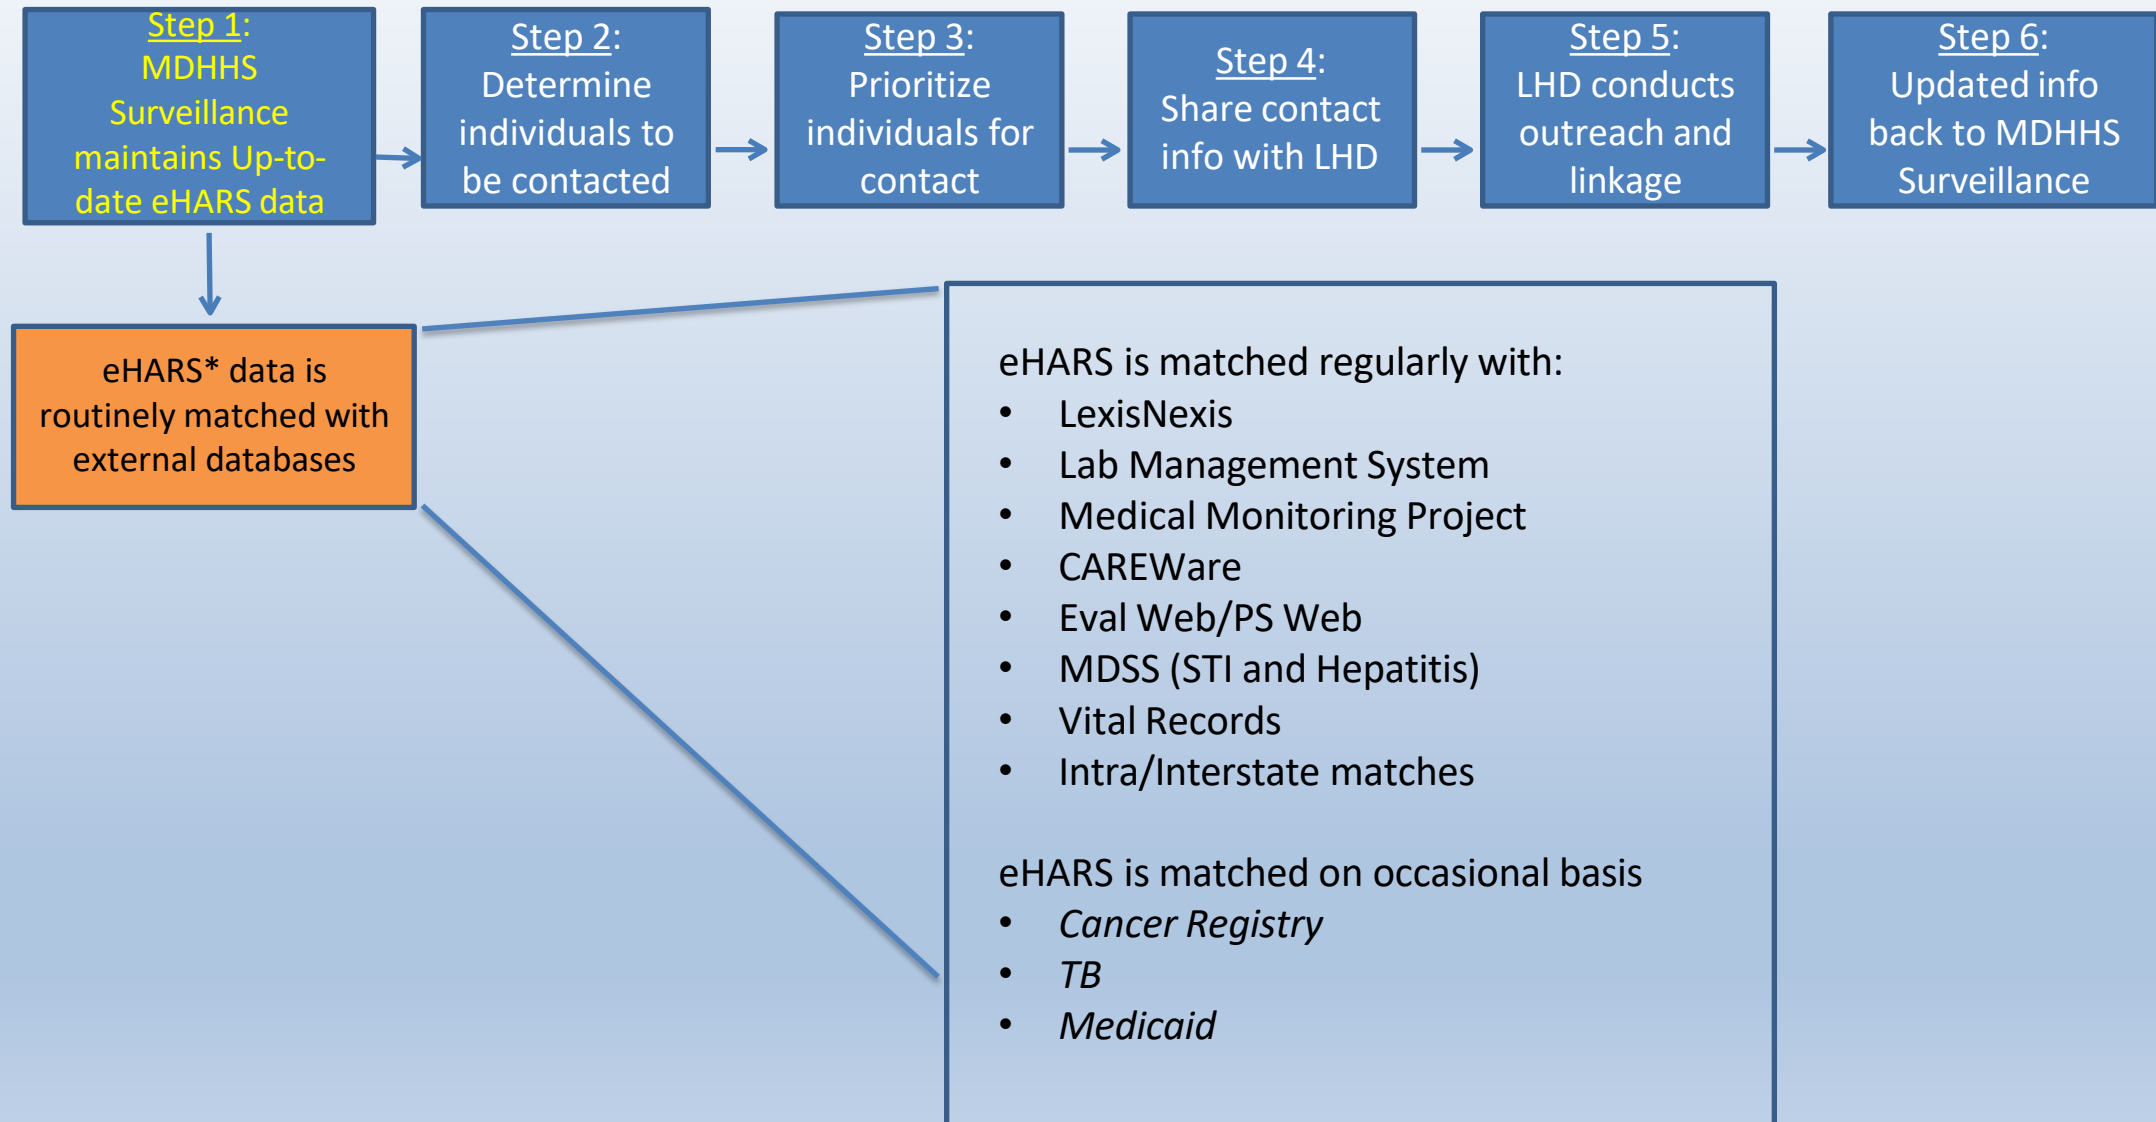 Step 1:
MDHHS
Surveillance
maintains Up-to-
date eHARS data
Step 2:
Determine
individuals to
be contacted
Step 3:
Prioritize
individuals for
contact
Step 4:
Share contact
info with LHD
Step 5:
LHD conducts
outreach and
linkage
Step 6:
Updated info
back to MDHHS
Surveillance
eHARS* data is
routinely matched with
external databases
eHARS is matched regularly with:
• LexisNexis
• Lab Management System
• Medical Monitoring Project
• CAREWare
• Eval Web/PS Web
• MDSS (STI and Hepatitis)
• Vital Records
• Intra/Interstate matches
eHARS is matched on occasional basis
• Cancer Registry
• TB
• Medicaid